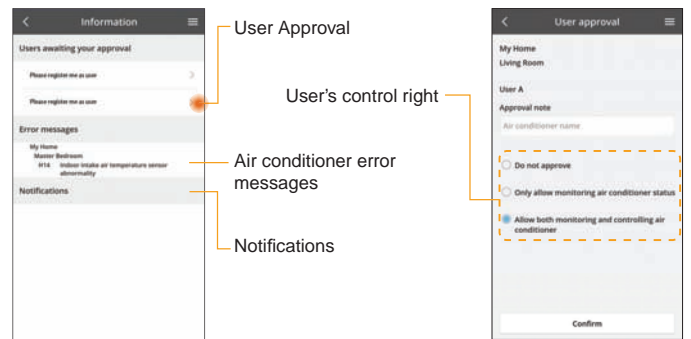 Information
Users awaiting your approval
Please register me as user
Please register me as user
Error messages
My Home
Master Bedroom
H14 Indoor intake air temperature sensor
abnormality
Notifications
User Approval
User's control right
Air conditioner error
messages
Notifications
User approval
My Home
Living Room
User A
Approval note
Air conditioner name
Do not approve
Only allow monitoring air conditioner status
Allow both monitoring and controlling air
conditioner
Confirm